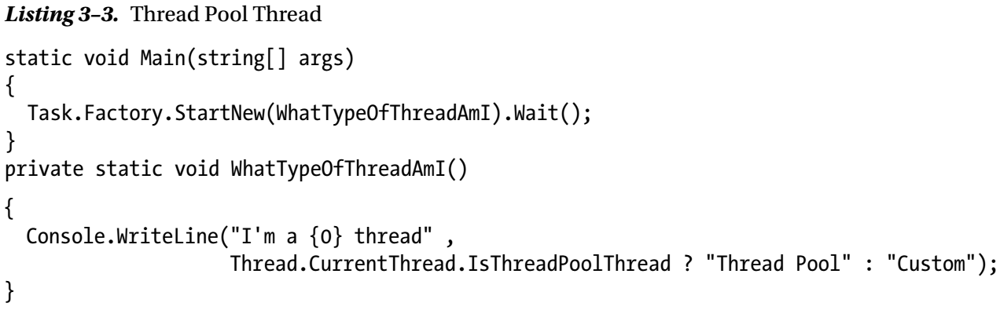 Listing 3–3. Thread Pool Thread
static void Main(string[] args)
{
  Task.Factory.StartNew(WhatTypeOfThreadAmI).Wait();
}
private static void WhatTypeOfThreadAmI()
{
  Console.WriteLine("I'm a {0} thread" ,
                    Thread.CurrentThread.IsThreadPoolThread ? "Thread Pool" : "Custom");
}